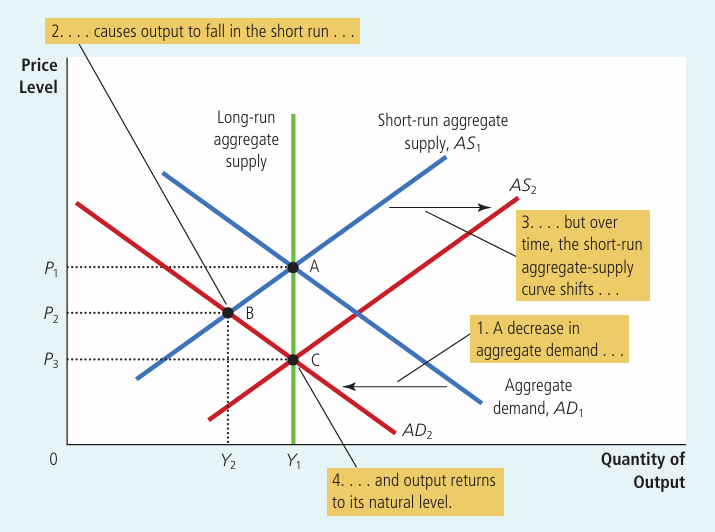 2. . . . causes output to fall in the short run . . .
Price
Level
Long-run
aggregate
supply
Short-run aggregate
supply, AS₁
AS₂
3. . . . but over
time, the short-run
aggregate-supply
curve shifts . . .
P₁
A
P₂
B
1. A decrease in
aggregate demand . . .
P₃
C
Aggregate
demand, AD₁
AD₂
0
Y₂
Y₁
Quantity of
Output
4. . . . and output returns
to its natural level.